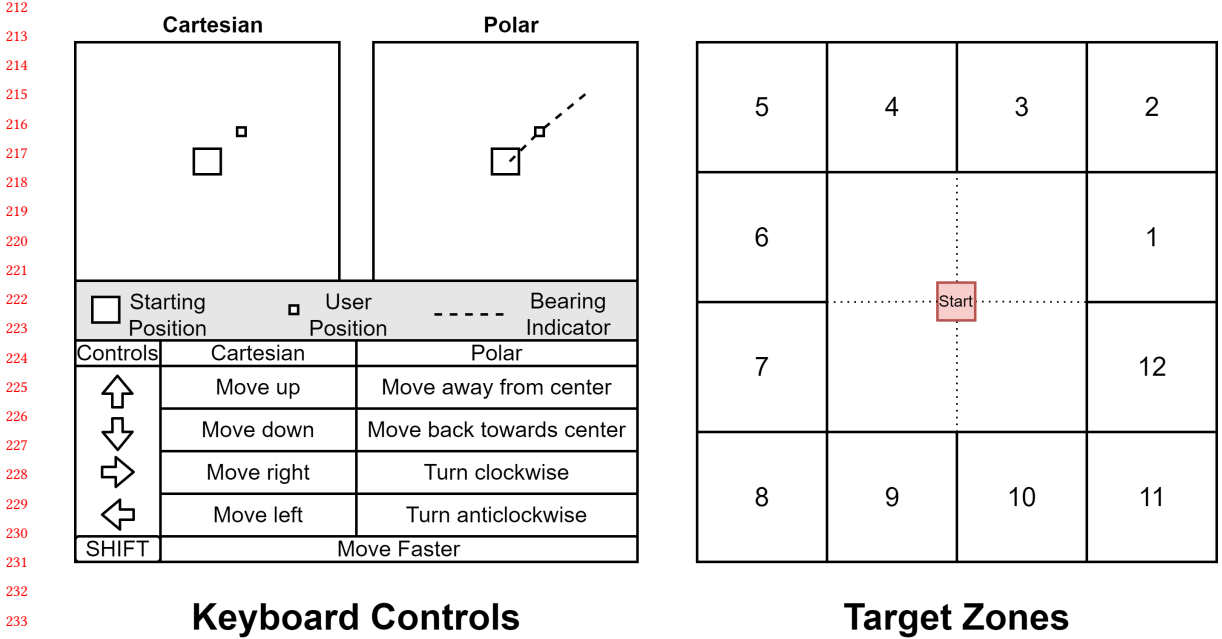 212
213
214
215
216
217
218
219
220
221
222
223
224
225
226
227
228
229
230
231
232
233
Cartesian
Polar
Starting
Position
User
Position
Bearing
Indicator
Controls Cartesian Polar
Move up Move away from center
Move down Move back towards center
Move right Turn clockwise
Move left Turn anticlockwise
SHIFT Move Faster
Keyboard Controls
5 4 3 2
6 1
Start
7 12
8 9 10 11
Target Zones